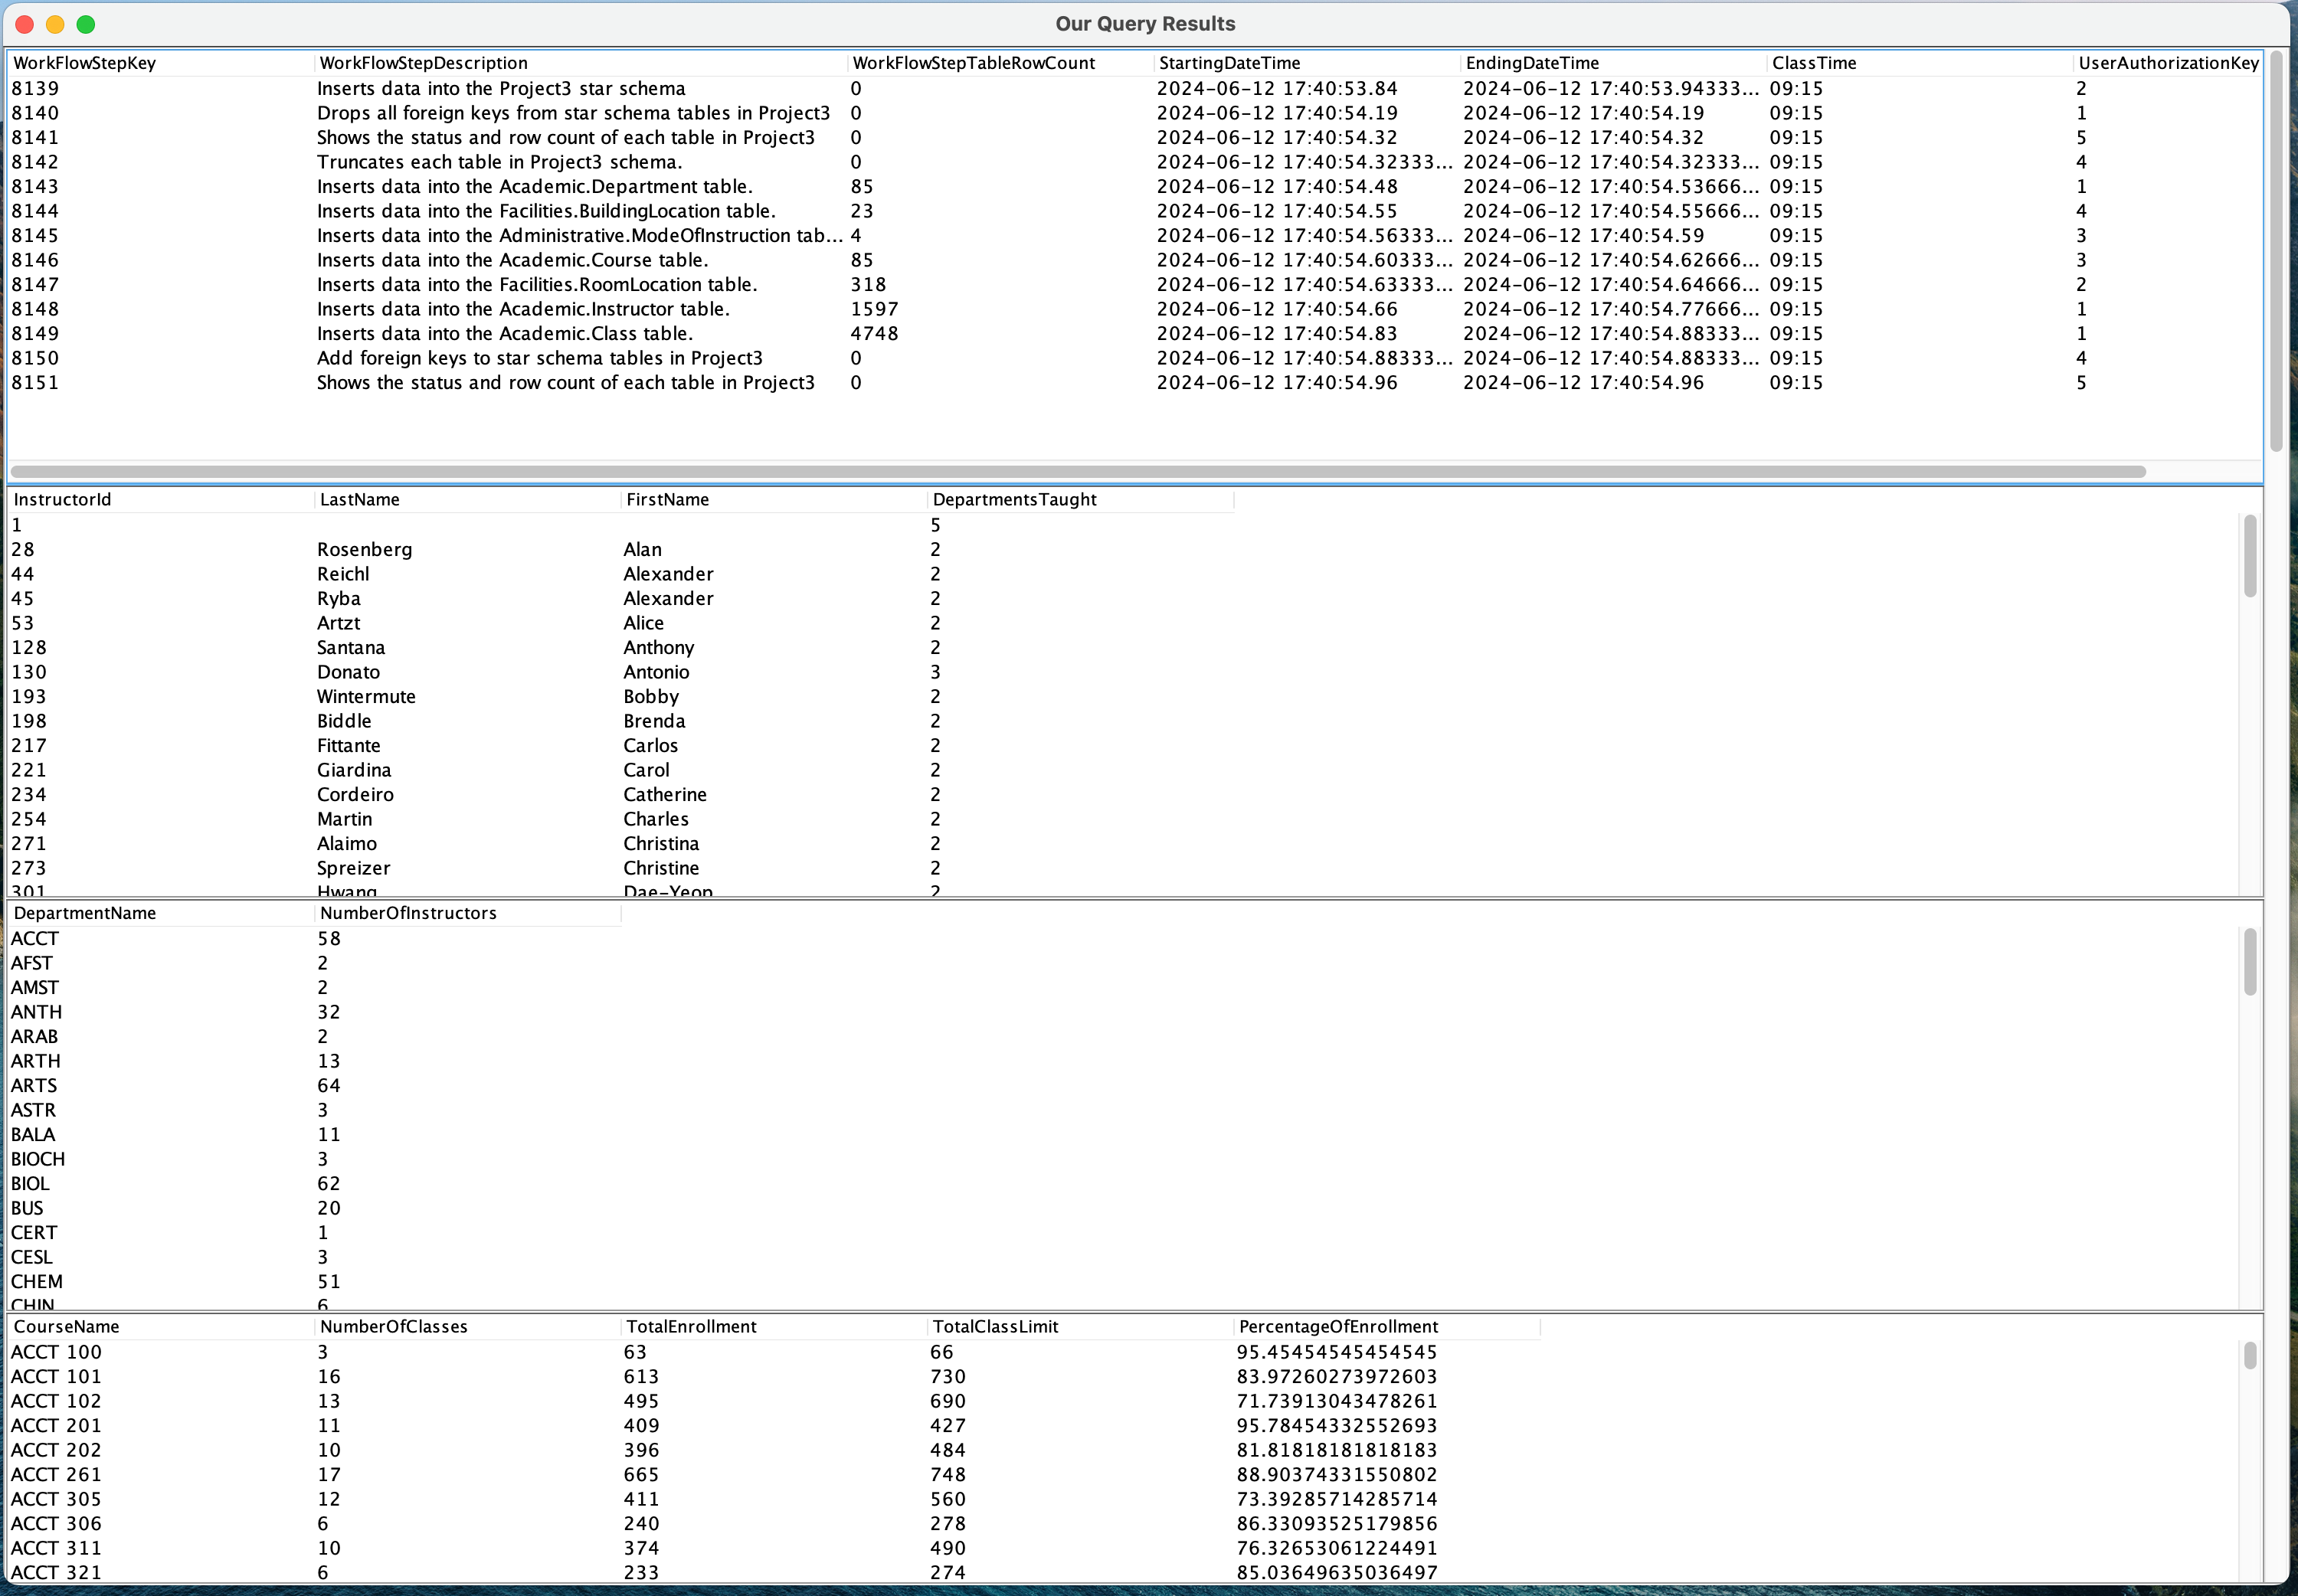 Our Query Results
WorkFlowStepKey WorkFlowStepDescription WorkFlowStepTableRowCount StartingDateTime EndingDateTime ClassTime UserAuthorizationKey
8139 Inserts data into the Project3 star schema 0 2024-06-12 17:40:53.84 2024-06-12 17:40:53.94333... 09:15 2
8140 Drops all foreign keys from star schema tables in Project3 0 2024-06-12 17:40:54.19 2024-06-12 17:40:54.19 09:15 1
8141 Shows the status and row count of each table in Project3 0 2024-06-12 17:40:54.32 2024-06-12 17:40:54.32 09:15 5
8142 Truncates each table in Project3 schema. 0 2024-06-12 17:40:54.32333... 2024-06-12 17:40:54.32333... 09:15 4
8143 Inserts data into the Academic.Department table. 85 2024-06-12 17:40:54.48 2024-06-12 17:40:54.53666... 09:15 1
8144 Inserts data into the Facilities.BuildingLocation table. 23 2024-06-12 17:40:54.55 2024-06-12 17:40:54.55666... 09:15 4
8145 Inserts data into the Administrative.ModeOfInstruction tab... 4 2024-06-12 17:40:54.56333... 2024-06-12 17:40:54.59 09:15 3
8146 Inserts data into the Academic.Course table. 85 2024-06-12 17:40:54.60333... 2024-06-12 17:40:54.62666... 09:15 3
8147 Inserts data into the Facilities.RoomLocation table. 318 2024-06-12 17:40:54.63333... 2024-06-12 17:40:54.64666... 09:15 2
8148 Inserts data into the Academic.Instructor table. 1597 2024-06-12 17:40:54.66 2024-06-12 17:40:54.77666... 09:15 1
8149 Inserts data into the Academic.Class table. 4748 2024-06-12 17:40:54.83 2024-06-12 17:40:54.88333... 09:15 1
8150 Add foreign keys to star schema tables in Project3 0 2024-06-12 17:40:54.88333... 2024-06-12 17:40:54.88333... 09:15 4
8151 Shows the status and row count of each table in Project3 0 2024-06-12 17:40:54.96 2024-06-12 17:40:54.96 09:15 5
InstructorId LastName FirstName DepartmentsTaught
1 5
28 Rosenberg Alan 2
44 Reichl Alexander 2
45 Ryba Alexander 2
53 Artzt Alice 2
128 Santana Anthony 2
130 Donato Antonio 3
193 Wintermute Bobby 2
198 Biddle Brenda 2
217 Fittante Carlos 2
221 Giardina Carol 2
234 Cordeiro Catherine 2
254 Martin Charles 2
271 Alaimo Christina 2
273 Spreizer Christine 2
301 Hwang Dae-Yeop 2
DepartmentName NumberOfInstructors
ACCT 58
AFST 2
AMST 2
ANTH 32
ARAB 2
ARTH 13
ARTS 64
ASTR 3
BALA 11
BIOCH 3
BIOL 62
BUS 20
CERT 1
CESL 3
CHEM 51
CHIN 6
CourseName NumberOfClasses TotalEnrollment TotalClassLimit PercentageOfEnrollment
ACCT 100 3 63 66 95.45454545454545
ACCT 101 16 613 730 83.97260273972603
ACCT 102 13 495 690 71.73913043478261
ACCT 201 11 409 427 95.78454332552693
ACCT 202 10 396 484 81.81818181818183
ACCT 261 17 665 748 88.90374331550802
ACCT 305 12 411 560 73.39285714285714
ACCT 306 6 240 278 86.33093525179856
ACCT 311 10 374 490 76.32653061224491
ACCT 321 6 233 274 85.03649635036497